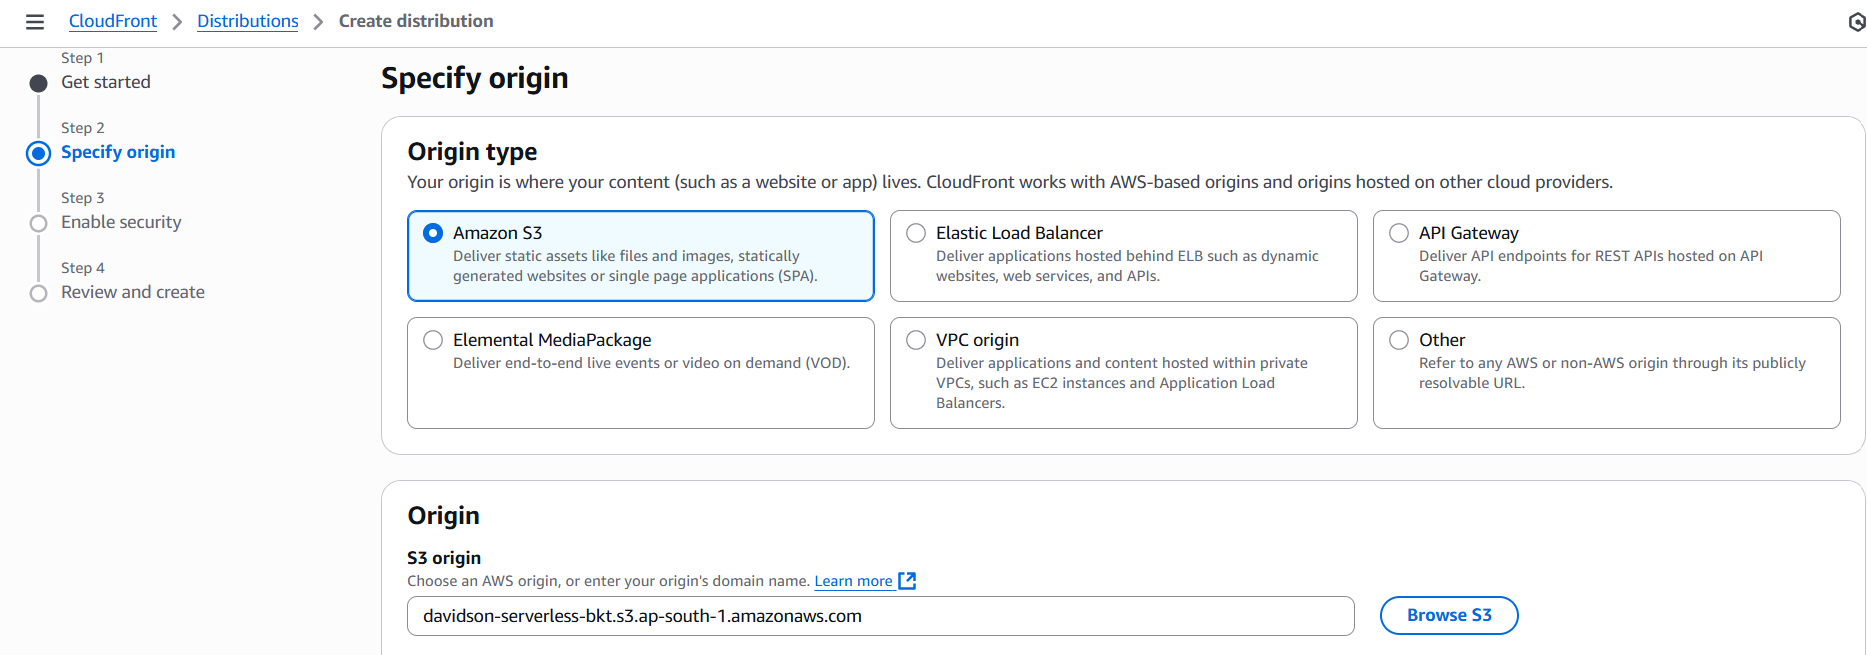 CloudFront > Distributions > Create distribution
Step 1
Get started
Step 2
Specify origin
Step 3
Enable security
Step 4
Review and create
Specify origin
Origin type
Your origin is where your content (such as a website or app) lives. CloudFront works with AWS-based origins and origins hosted on other cloud providers.
Amazon S3
Deliver static assets like files and images, statically
generated websites or single page applications (SPA).
Elastic Load Balancer
Deliver applications hosted behind ELB such as dynamic
websites, web services, and APIs.
API Gateway
Deliver API endpoints for REST APIs hosted on API
Gateway.
Elemental MediaPackage
Deliver end-to-end live events or video on demand (VOD).
VPC origin
Deliver applications and content hosted within private
VPCs, such as EC2 instances and Application Load
Balancers.
Other
Refer to any AWS or non-AWS origin through its publicly
resolvable URL.
Origin
S3 origin
Choose an AWS origin, or enter your origin's domain name. Learn more
davidson-serverless-bkt.s3.ap-south-1.amazonaws.com
Browse S3